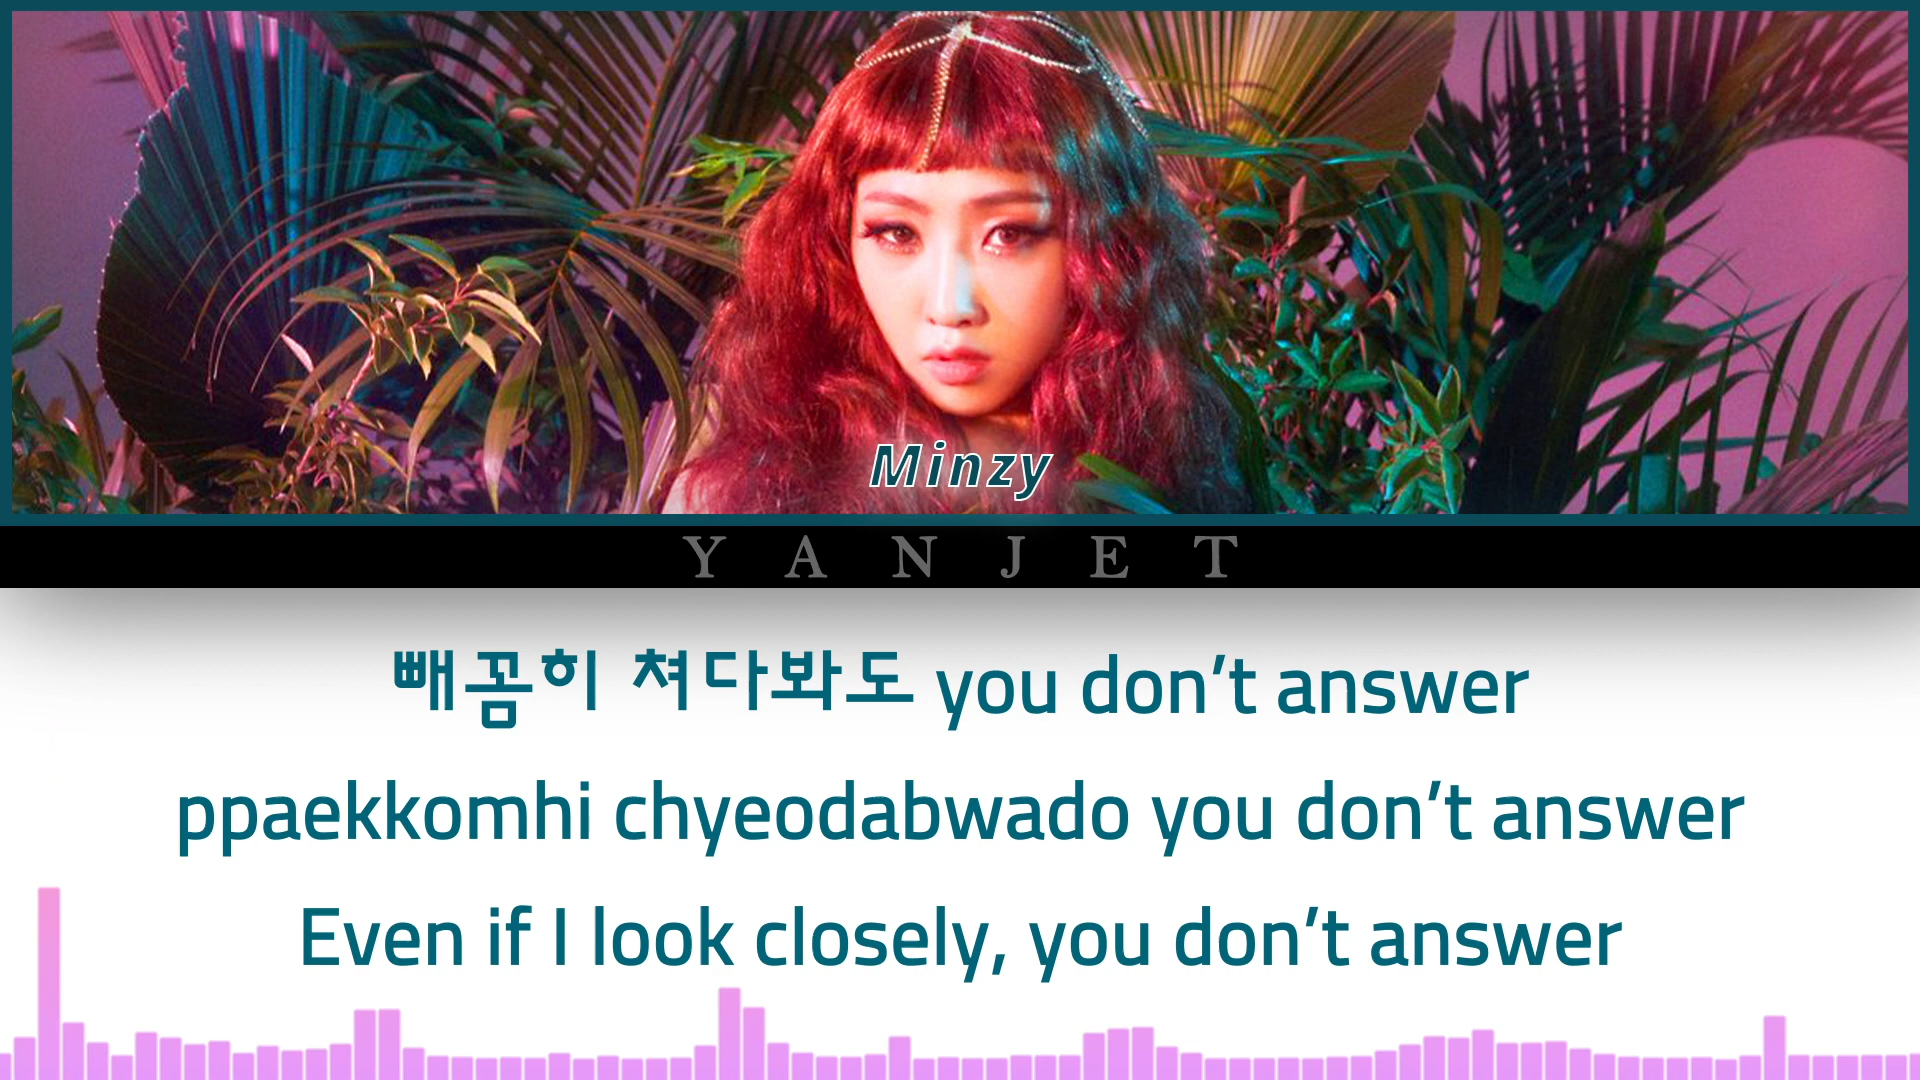 Minzy
YANJET
빼꼼히 쳐다봐도 you don’t answer
ppaekkomhi chyeodabwado you don’t answer
Even if I look closely, you don’t answer